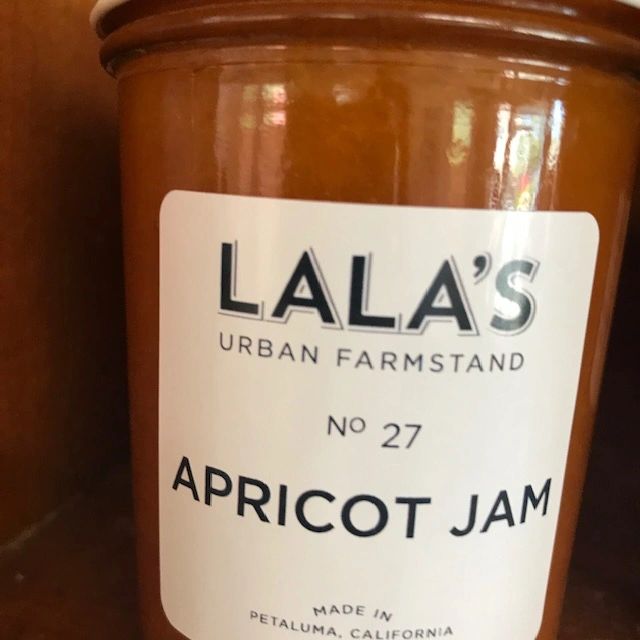 LALA'S
URBAN FARMSTAND
Nº 27
APRICOT JAM
MADE IN
PETALUMA, CALIFORNIA